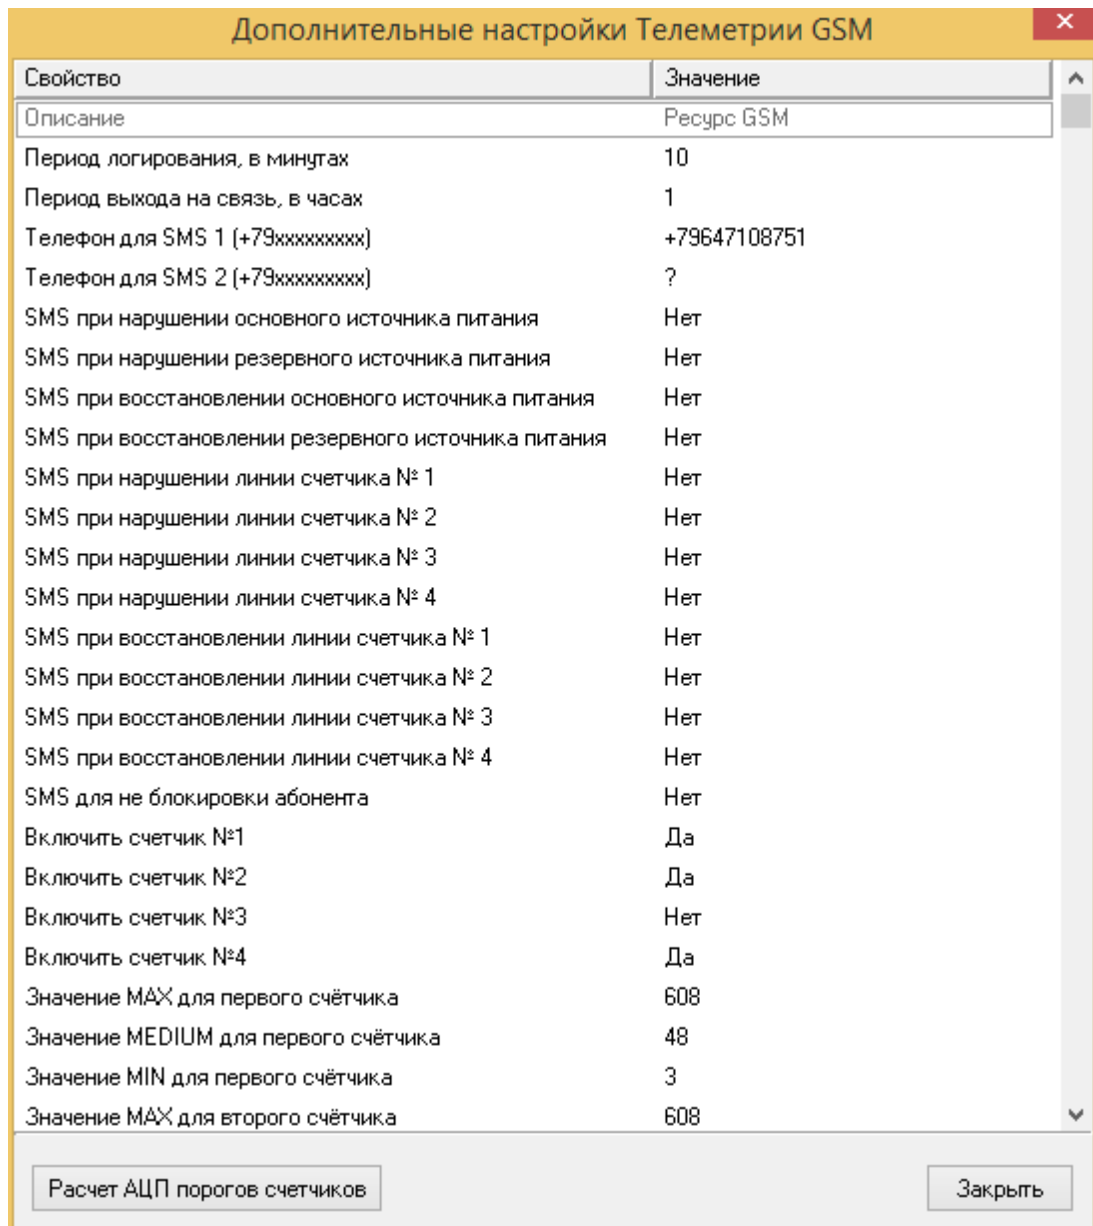 Дополнительные настройки Телеметрии GSM
Свойство Значение
Описание Ресурс GSM
Период логирования, в минутах 10
Период выхода на связь, в часах 1
Телефон для SMS 1 (+79xxxxxxxxx) +79647108751
Телефон для SMS 2 (+79xxxxxxxxx) ?
SMS при нарушении основного источника питания Нет
SMS при нарушении резервного источника питания Нет
SMS при восстановлении основного источника питания Нет
SMS при восстановлении резервного источника питания Нет
SMS при нарушении линии счетчика № 1 Нет
SMS при нарушении линии счетчика № 2 Нет
SMS при нарушении линии счетчика № 3 Нет
SMS при нарушении линии счетчика № 4 Нет
SMS при восстановлении линии счетчика № 1 Нет
SMS при восстановлении линии счетчика № 2 Нет
SMS при восстановлении линии счетчика № 3 Нет
SMS при восстановлении линии счетчика № 4 Нет
SMS для не блокировки абонента Нет
Включить счетчик №1 Да
Включить счетчик №2 Да
Включить счетчик №3 Нет
Включить счетчик №4 Да
Значение MAX для первого счётчика 608
Значение MEDIUM для первого счётчика 48
Значение MIN для первого счётчика 3
Значение MAX для второго счётчика 608
Расчет АЦП порогов счетчиков Закрыть